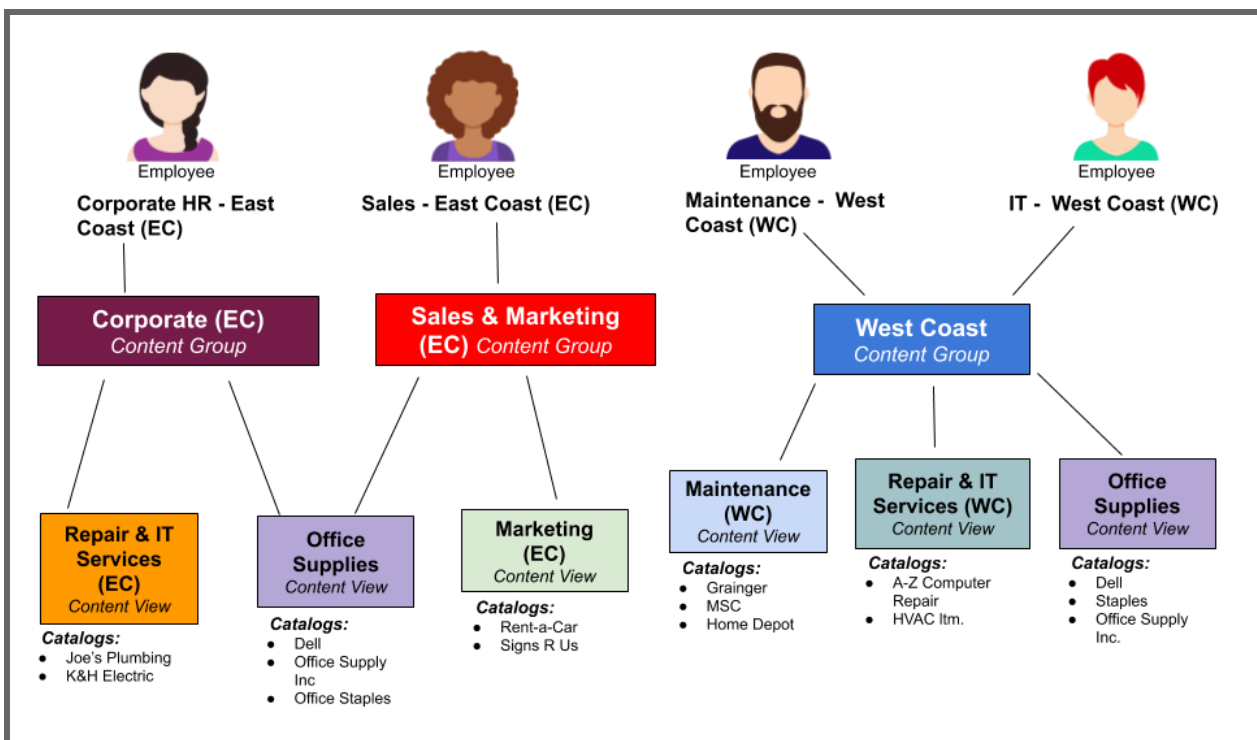 Employee
Corporate HR - East
Coast (EC)
Employee
Sales - East Coast (EC)
Employee
Maintenance -  West
Coast (WC)
Employee
IT -  West Coast (WC)
Corporate (EC)
Content Group
Sales & Marketing
(EC) Content Group
West Coast
Content Group
Repair & IT
Services
(EC)
Content View
Catalogs:
● Joe's Plumbing
● K&H Electric
Office
Supplies
Content View
Catalogs:
● Dell
● Office Supply
Inc
● Office Staples
Marketing
(EC)
Content View
Catalogs:
● Rent-a-Car
● Signs R Us
Maintenance
(WC)
Content View
Catalogs:
● Grainger
● MSC
● Home Depot
Repair & IT
Services (WC)
Content View
Catalogs:
● A-Z Computer
Repair
● HVAC Itm.
Office
Supplies
Content View
Catalogs:
● Dell
● Staples
● Office Supply
Inc.